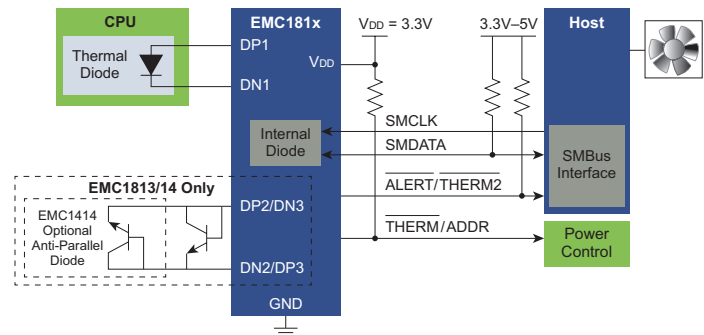 CPU
Thermal
Diode
EMC181x
DP1
DN1
VDD
VDD = 3.3V
3.3V–5V
Host
Internal
Diode
SMCLK
SMDATA
SMBus
Interface
ALERT/THERM2
THERM/ADDR
Power
Control
EMC1813/14 Only
EMC1414
Optional
Anti-Parallel
Diode
DP2/DN3
DN2/DP3
GND